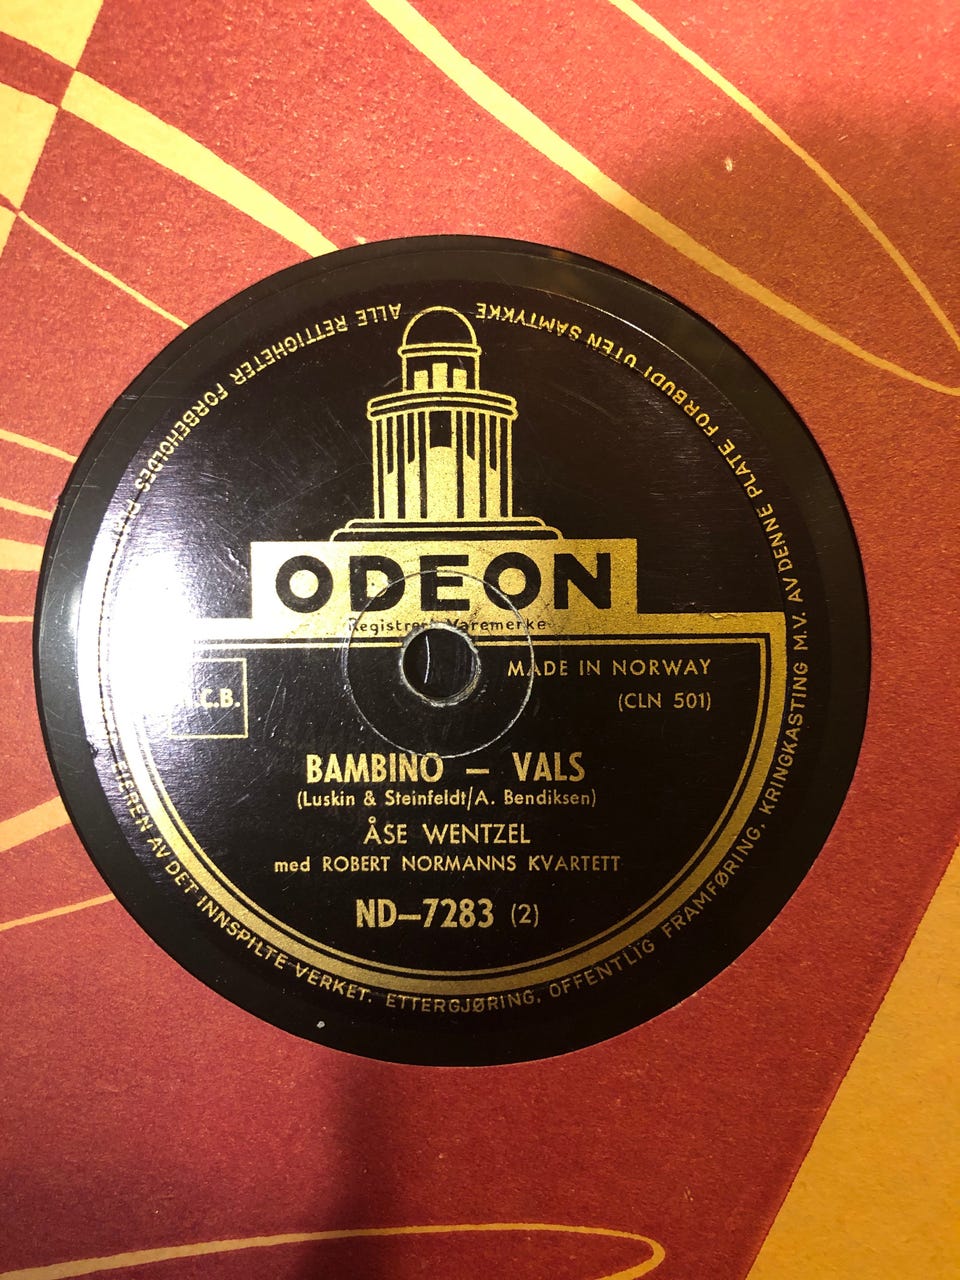 ODEON
Registrert Varemerke
MADE IN NORWAY
(CLN 501)
C.B.
BAMBINO — VALS
(Luskin & Steinfeldt/A. Bendiksen)
ÅSE WENTZEL
med ROBERT NORMANNS KVARTETT
ND—7283 (2)
ALLE RETTIGHETER FORBEHOLDES
EIEREN AV DET INNSPILTE VERKET. ETTERGJØRING, OFFENTLIG FRAMFØRING, KRINGKASTING M.V. AV DENNE PLATE FORBUDT UTEN SAMTYKKE